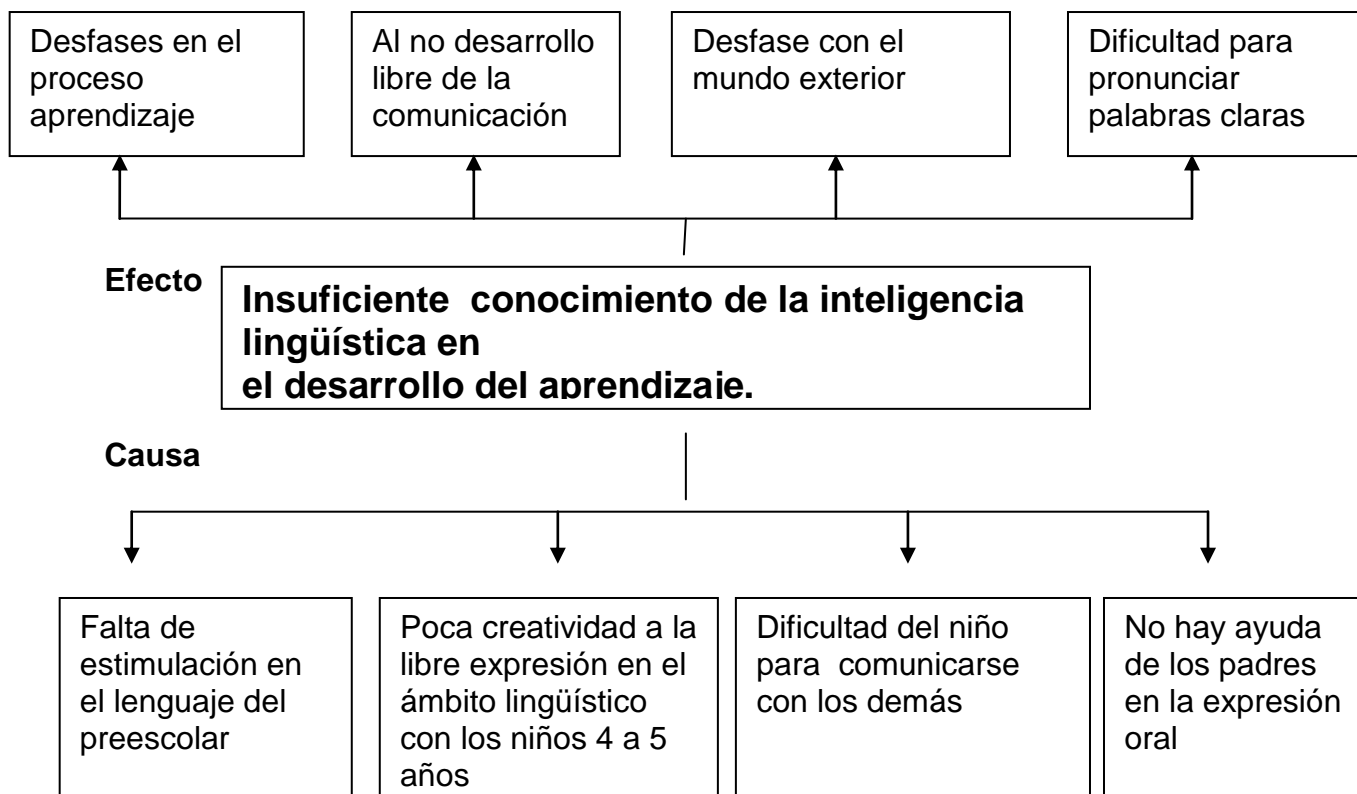 Desfases en el
proceso
aprendizaje
Al no desarrollo
libre de la
comunicación
Desfase con el
mundo exterior
Dificultad para
pronunciar
palabras claras
Efecto
Insuficiente conocimiento de la inteligencia
lingüística en
el desarrollo del aprendizaje.
Causa
Falta de
estimulación en
el lenguaje del
preescolar
Poca creatividad a la
libre expresión en el
ámbito lingüístico
con los niños 4 a 5
años
Dificultad del niño
para comunicarse
con los demás
No hay ayuda
de los padres
en la expresión
oral